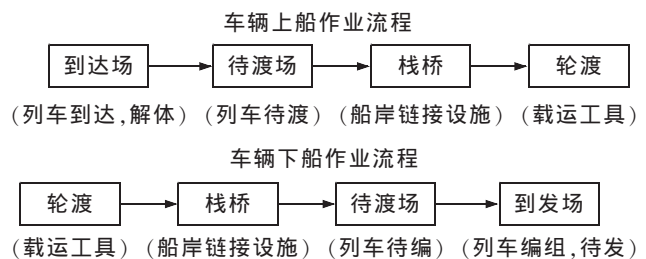 车辆上船作业流程
到达场 待渡场 栈桥 轮渡
(列车到达,解体) (列车待渡) (船岸链接设施) (载运工具)
车辆下船作业流程
轮渡 栈桥 待渡场 到发场
(载运工具) (船岸链接设施) (列车待编) (列车编组,待发)